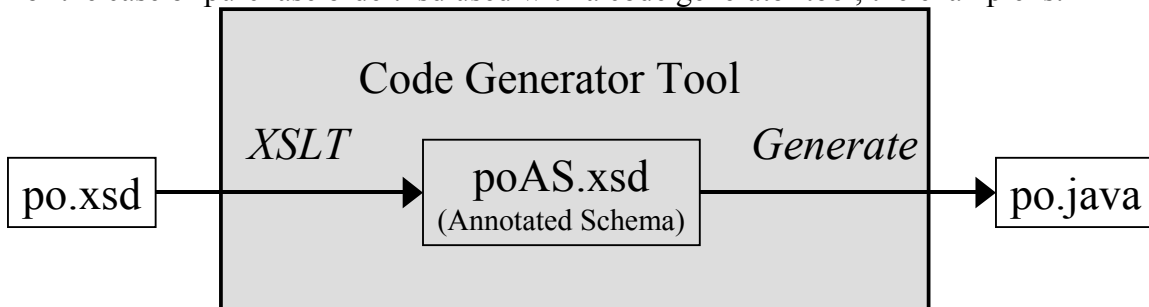 Code Generator Tool
XSLT
Generate
po.xsd
poAS.xsd
(Annotated Schema)
po.java